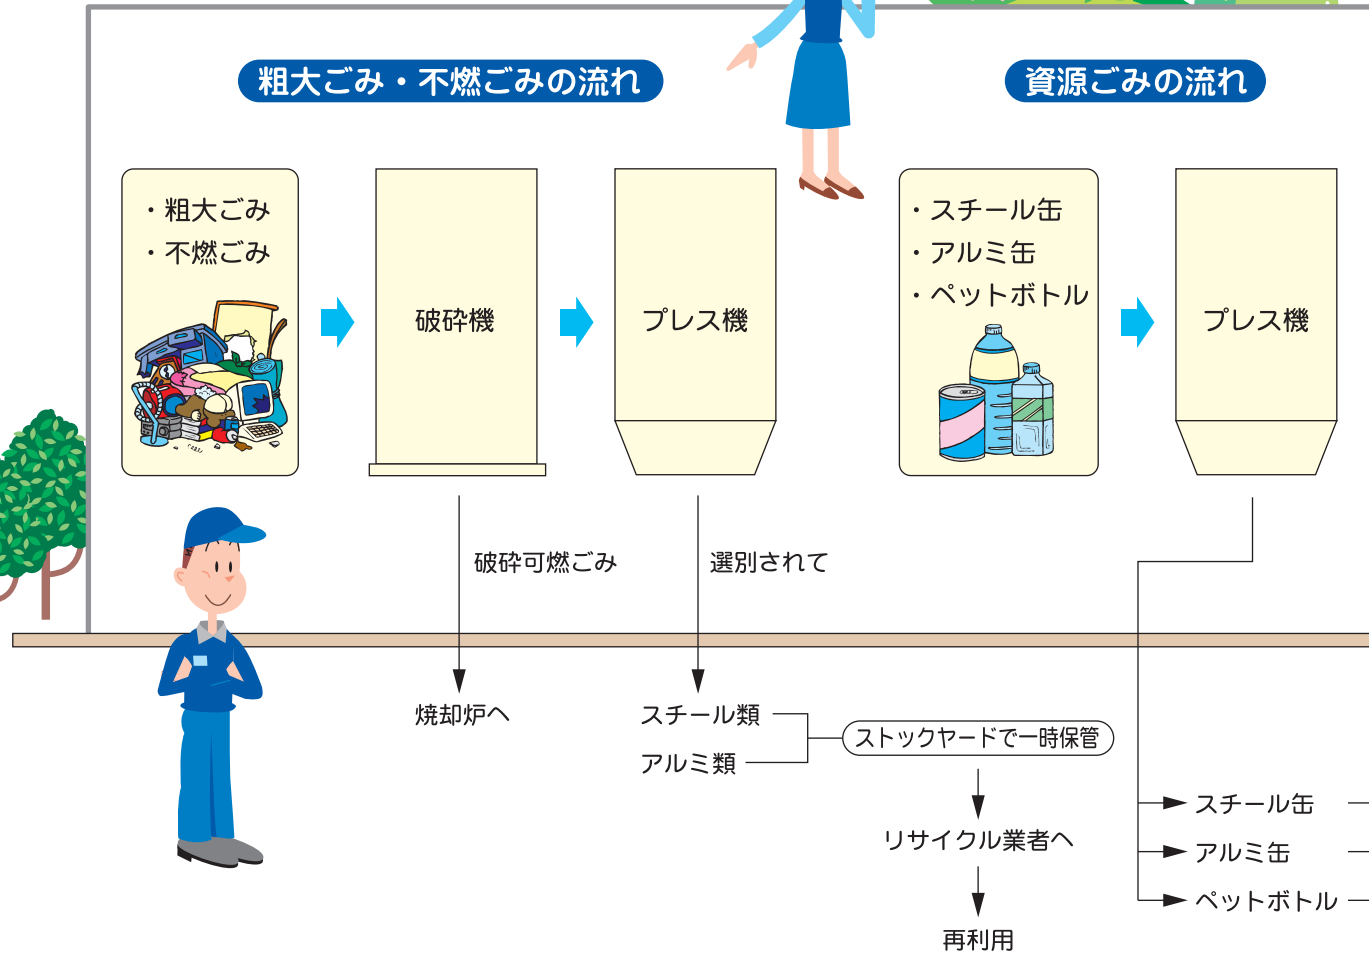 粗大ごみ・不燃ごみの流れ
・粗大ごみ
・不燃ごみ
破砕機
プレス機
破砕可燃ごみ
選別されて
焼却炉へ
スチール類
アルミ類
ストックヤードで一時保管
リサイクル業者へ
再利用
資源ごみの流れ
・スチール缶
・アルミ缶
・ペットボトル
プレス機
スチール缶
アルミ缶
ペットボトル